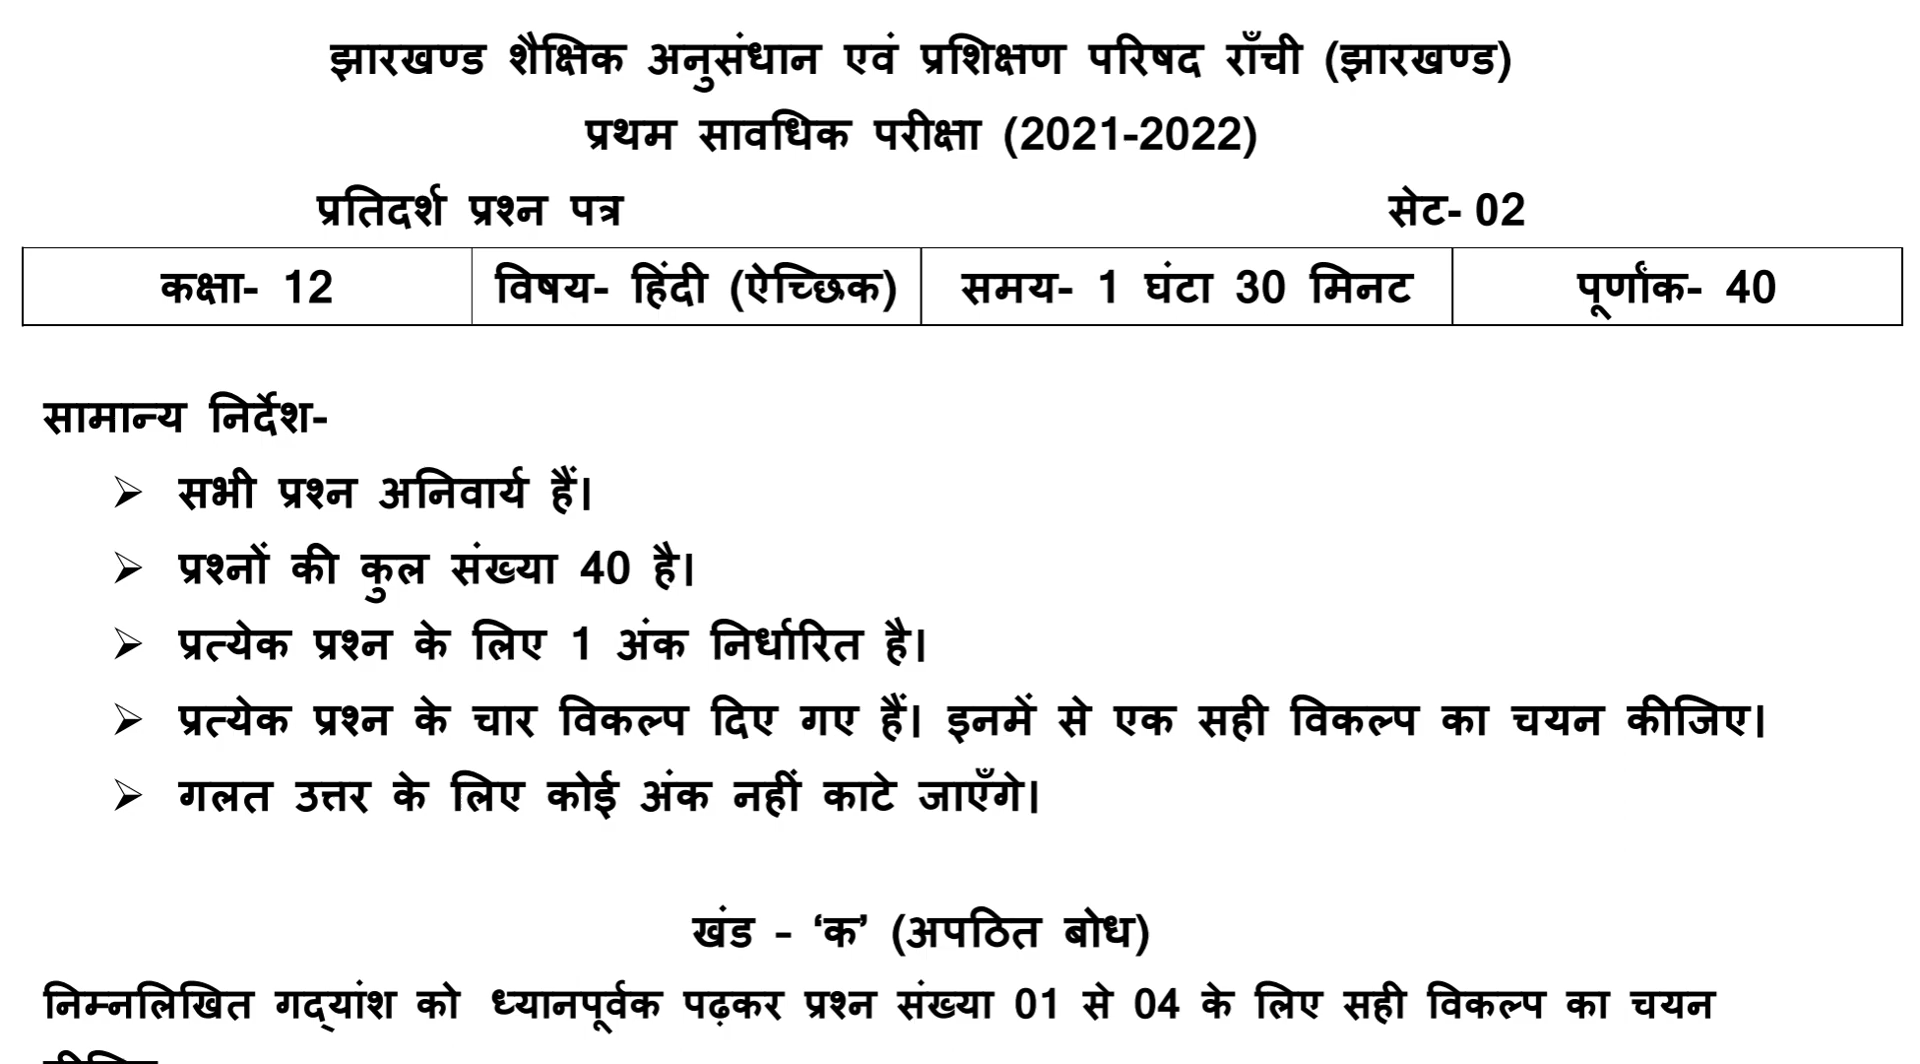 झारखण्ड शैक्षिक अनुसंधान एवं प्रशिक्षण परिषद राँची (झारखण्ड)
प्रथम सावधिक परीक्षा (2021-2022)
प्रतिदर्श प्रश्न पत्र सेट- 02
कक्षा- 12 विषय- हिंदी (ऐच्छिक) समय- 1 घंटा 30 मिनट पूर्णांक- 40
सामान्य निर्देश-
➢ सभी प्रश्न अनिवार्य हैं।
➢ प्रश्नों की कुल संख्या 40 है।
➢ प्रत्येक प्रश्न के लिए 1 अंक निर्धारित है।
➢ प्रत्येक प्रश्न के चार विकल्प दिए गए हैं। इनमें से एक सही विकल्प का चयन कीजिए।
➢ गलत उत्तर के लिए कोई अंक नहीं काटे जाएँगे।
खंड - ‘क’ (अपठित बोध)
निम्नलिखित गद्‌यांश को ध्यानपूर्वक पढ़कर प्रश्न संख्या 01 से 04 के लिए सही विकल्प का चयन